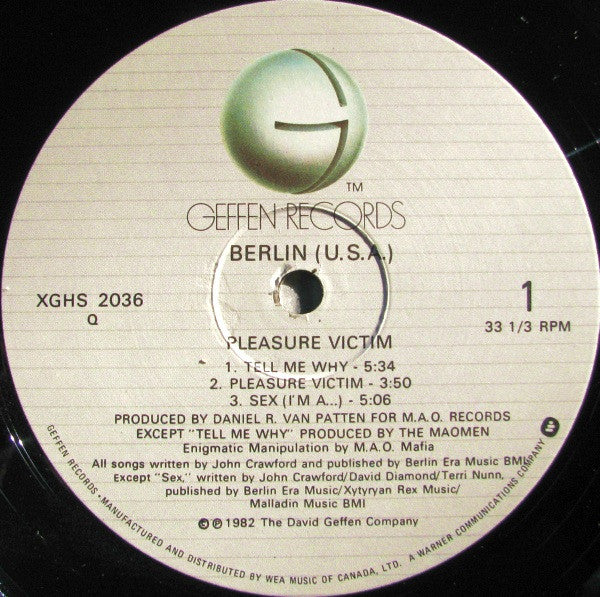 TM
GEFFEN RECORDS
BERLIN (U.S.A.)
XGHS 2036
Q
1
33 1/3 RPM
PLEASURE VICTIM
1. TELL ME WHY - 5:34
2. PLEASURE VICTIM - 3:50
3. SEX (I'M A...) - 5:06
PRODUCED BY DANIEL R. VAN PATTEN FOR M.A.O. RECORDS
EXCEPT "TELL ME WHY" PRODUCED BY THE MAOMEN
Enigmatic Manipulation by M.A.O. Mafia
All songs written by John Crawford and published by Berlin Era Music BMI
Except "Sex," written by John Crawford/David Diamond/Terri Nunn,
published by Berlin Era Music/Xytyryan Rex Music/
Malladin Music BMI
© ℗ 1982 The David Geffen Company
GEFFEN RECORDS • MANUFACTURED AND DISTRIBUTED BY WEA MUSIC OF CANADA, LTD. A WARNER COMMUNICATIONS COMPANY